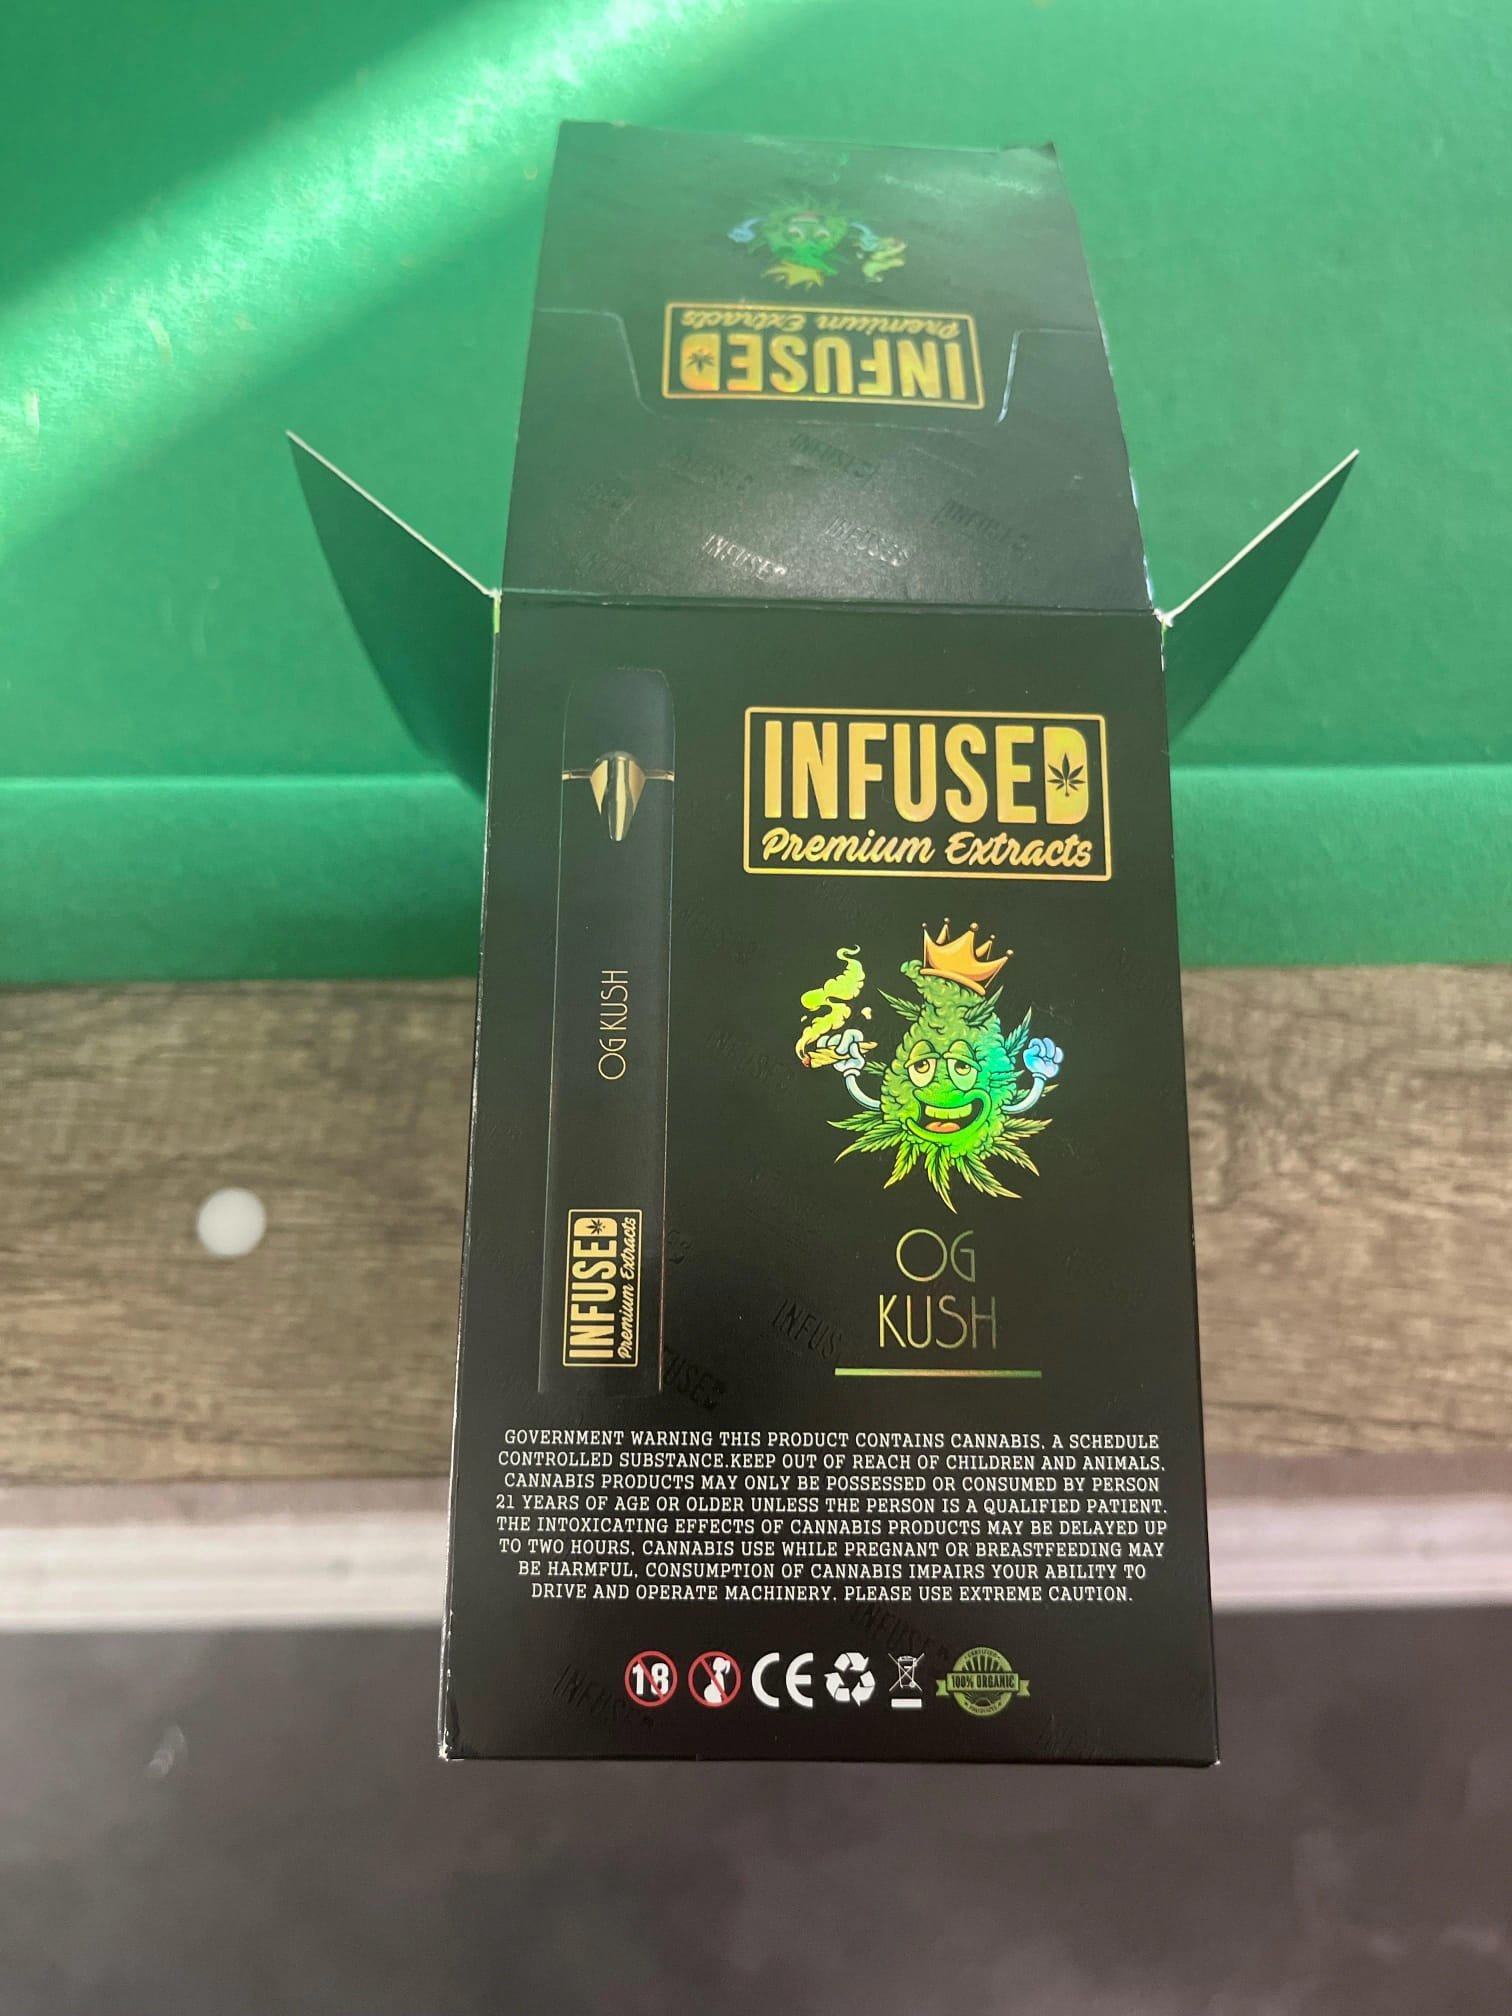 INFUSED
Premium Extracts
INFUSED
INFUSED
INFUSED
INFUSED
Premium Extracts
OG KUSH
INFUSED
Premium Extracts
OG
KUSH
GOVERNMENT WARNING THIS PRODUCT CONTAINS CANNABIS, A SCHEDULE
CONTROLLED SUBSTANCE.KEEP OUT OF REACH OF CHILDREN AND ANIMALS,
CANNABIS PRODUCTS MAY ONLY BE POSSESSED OR CONSUMED BY PERSON
21 YEARS OF AGE OR OLDER UNLESS THE PERSON IS A QUALIFIED PATIENT.
THE INTOXICATING EFFECTS OF CANNABIS PRODUCTS MAY BE DELAYED UP
TO TWO HOURS, CANNABIS USE WHILE PREGNANT OR BREASTFEEDING MAY
BE HARMFUL, CONSUMPTION OF CANNABIS IMPAIRS YOUR ABILITY TO
DRIVE AND OPERATE MACHINERY. PLEASE USE EXTREME CAUTION.
18 CE 100% ORGANIC
PRODUCTS